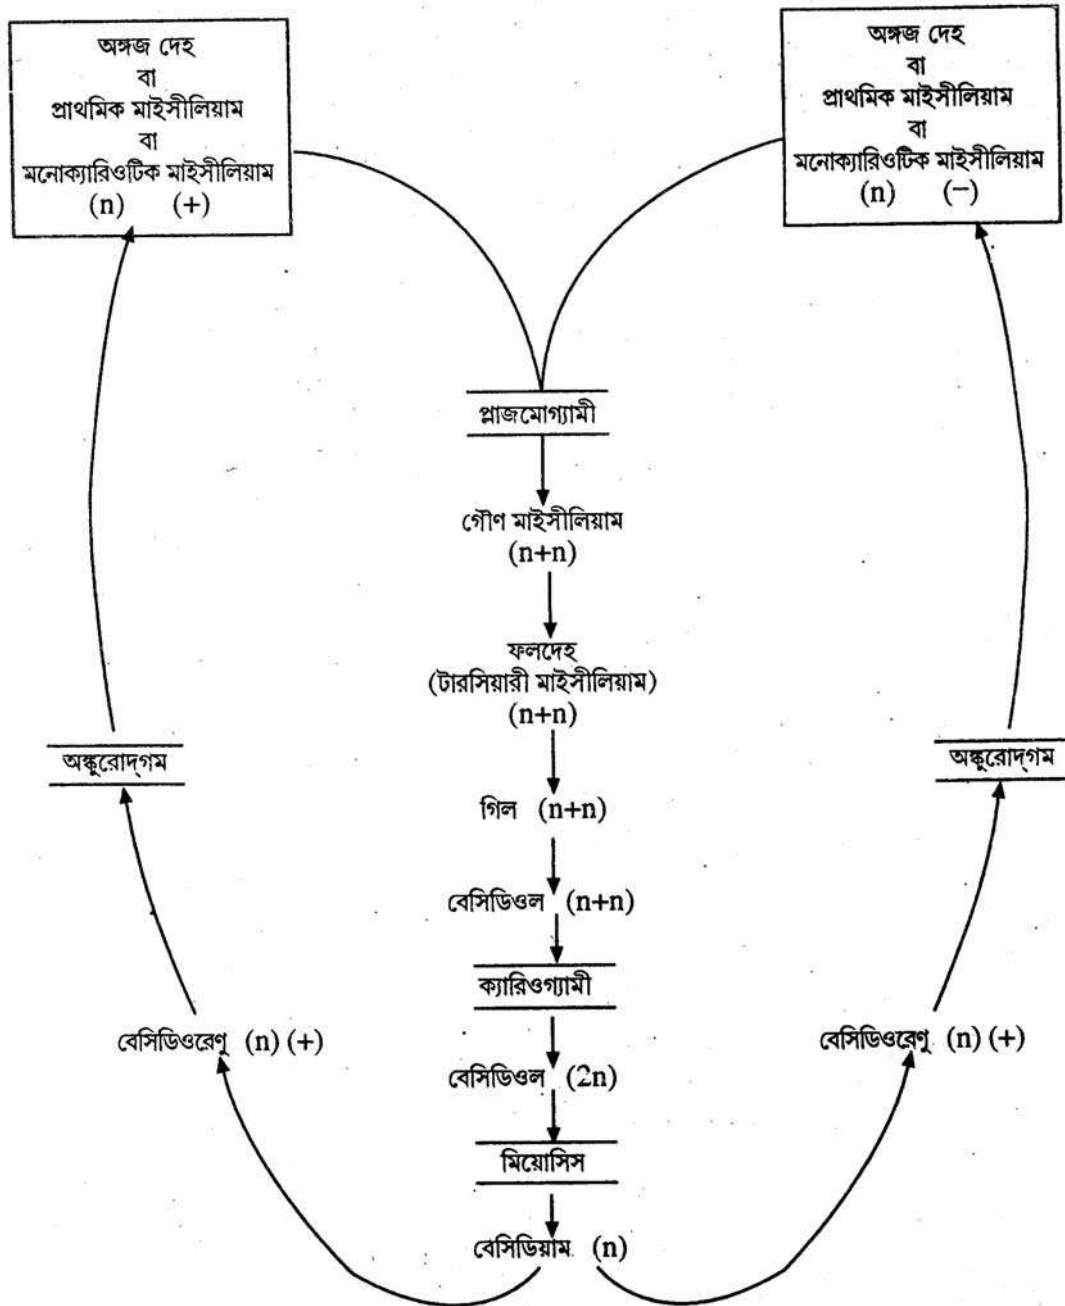 অঙ্গজ দেহ
বা
প্রাথমিক মাইসীলিয়াম
বা
মনোক্যারিওটিক মাইসীলিয়াম
(n) (+)
অঙ্গজ দেহ
বা
প্রাথমিক মাইসীলিয়াম
বা
মনোক্যারিওটিক মাইসীলিয়াম
(n) (−)
প্লাজমোগ্যামী
গৌণ মাইসীলিয়াম
(n+n)
ফলদেহ
(টারসিয়ারী মাইসীলিয়াম)
(n+n)
অঙ্কুরোদ্‌গম
অঙ্কুরোদ্‌গম
গিল (n+n)
বেসিডিওল (n+n)
ক্যারিওগ্যামী
বেসিডিওরেণু (n) (+)
বেসিডিওরেণু (n) (+)
বেসিডিওল (2n)
মিয়োসিস
বেসিডিয়াম (n)